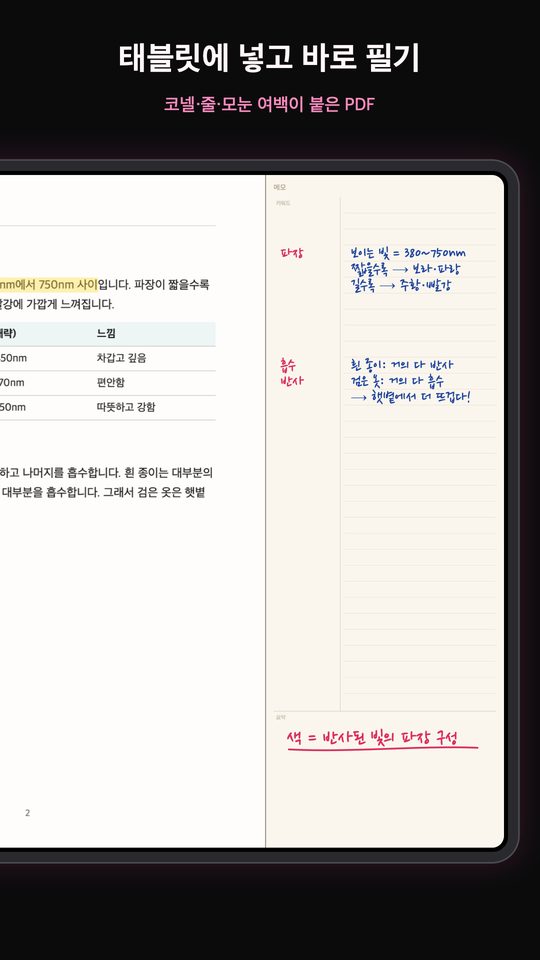 태블릿에 넣고 바로 필기
코넬·줄·모눈 여백이 붙은 PDF
nm에서 750nm 사이입니다. 파장이 짧을수록
강에 가깝게 느껴집니다.
략) 느낌
50nm 차갑고 깊음
70nm 편안함
50nm 따뜻하고 강함
하고 나머지를 흡수합니다. 흰 종이는 대부분의
대부분을 흡수합니다. 그래서 검은 옷은 햇볕
2
메모
키워드
파장
보이는 빛 = 380~750nm
짧을수록 → 보라·파랑
길수록 → 주황·빨강
흡수
반사
흰 종이: 거의 다 반사
검은 옷: 거의 다 흡수
→ 햇볕에서 더 뜨겁다!
요약
색 = 반사된 빛의 파장 구성